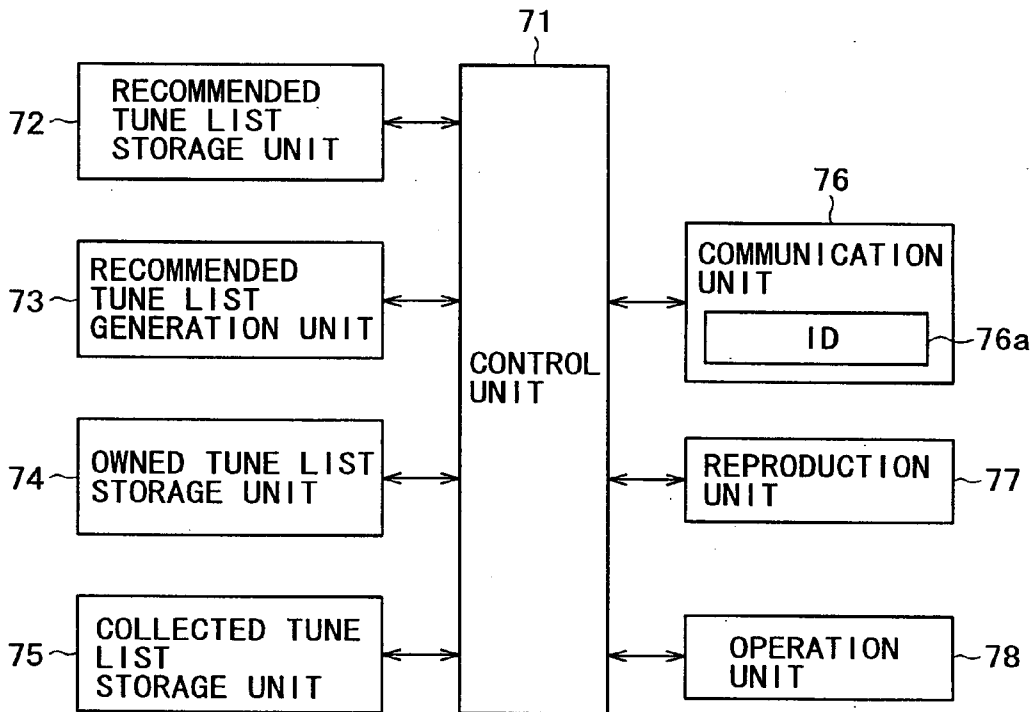 71
72
RECOMMENDED
TUNE LIST
STORAGE UNIT
73
RECOMMENDED
TUNE LIST
GENERATION UNIT
74
OWNED TUNE LIST
STORAGE UNIT
75
COLLECTED TUNE
LIST
STORAGE UNIT
CONTROL
UNIT
76
COMMUNICATION
UNIT
ID
76a
REPRODUCTION
UNIT
77
OPERATION
UNIT
78